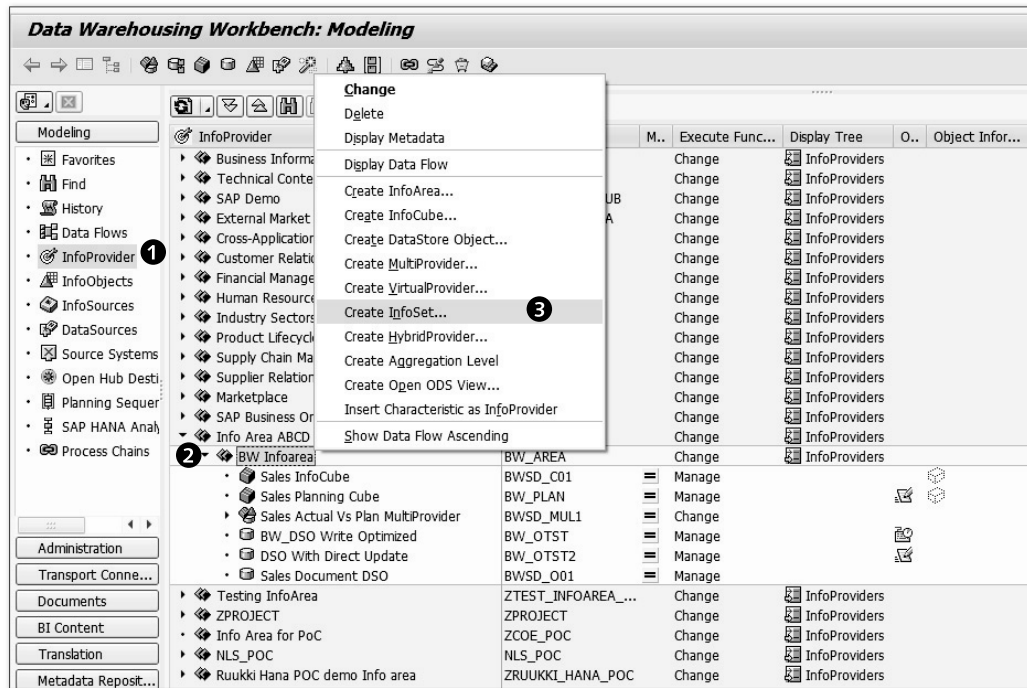 Data Warehousing Workbench: Modeling
Modeling
Favorites
Find
History
Data Flows
InfoProvider
InfoObjects
InfoSources
DataSources
Source Systems
Open Hub Desti
Planning Sequer
SAP HANA Analy
Process Chains
Administration
Transport Conne...
Documents
BI Content
Translation
Metadata Reposit...
1
Change
Delete
Display Metadata
Display Data Flow
Create InfoArea...
Create InfoCube...
Create DataStore Object...
Create MultiProvider...
Create VirtualProvider...
Create InfoSet...
3
Create HybridProvider...
Create Aggregation Level
Create Open ODS View...
Insert Characteristic as InfoProvider
Show Data Flow Ascending
InfoProvider M.. Execute Func... Display Tree O.. Object Infor...
Business Informa Change InfoProviders
Technical Conte Change InfoProviders
SAP Demo UB Change InfoProviders
External Market A Change InfoProviders
Cross-Application Change InfoProviders
Customer Relatio Change InfoProviders
Financial Manage Change InfoProviders
Human Resource Change InfoProviders
Industry Sectors Change InfoProviders
Product Lifecycl Change InfoProviders
Supply Chain Ma Change InfoProviders
Supplier Relation Change InfoProviders
Marketplace Change InfoProviders
SAP Business On Change InfoProviders
Info Area ABCD Change InfoProviders
2 BW Infoarea BW_AREA Change InfoProviders
Sales InfoCube BWSD_C01 = Manage
Sales Planning Cube BW_PLAN = Manage
Sales Actual Vs Plan MultiProvider BWSD_MUL1 = Change
BW_DSO Write Optimized BW_OTST = Manage
DSO With Direct Update BW_OTST2 = Change
Sales Document DSO BWSD_O01 = Manage
Testing InfoArea ZTEST_INFOAREA_... Change InfoProviders
ZPROJECT ZPROJECT Change InfoProviders
Info Area for PoC ZCOE_POC Change InfoProviders
NLS_POC NLS_POC Change InfoProviders
Ruukki Hana POC demo Info area ZRUUKKI_HANA_POC Change InfoProviders